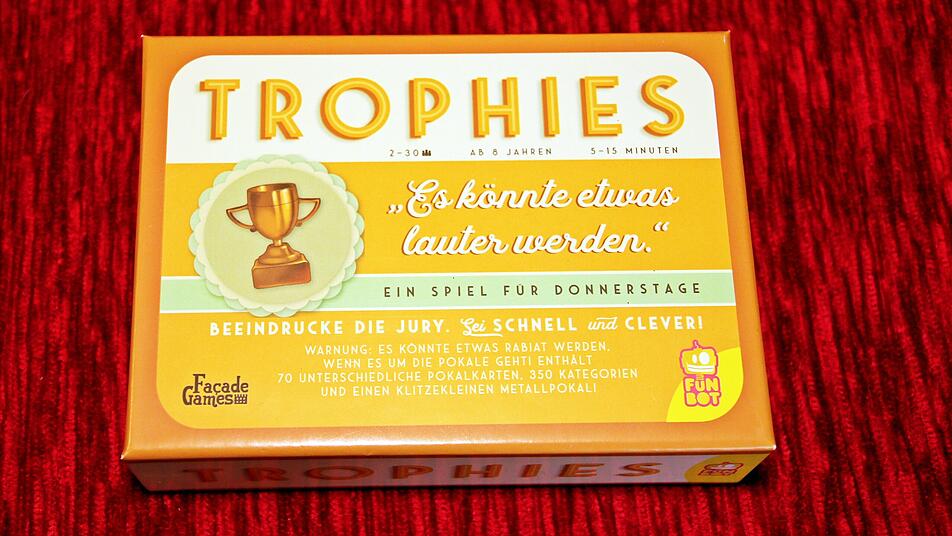 TROPHIES
2-30 AB 8 JAHREN 5-15 MINUTEN
„Es könnte etwas
lauter werden.“
EIN SPIEL FÜR DONNERSTAGE
BEEINDRUCKE DIE JURY. Sei SCHNELL und CLEVER!
WARNUNG: ES KÖNNTE ETWAS RABIAT WERDEN,
WENN ES UM DIE POKALE GEHT! ENTHÄLT
70 UNTERSCHIEDLICHE POKALKARTEN, 350 KATEGORIEN
UND EINEN KLITZEKLEINEN METALLPOKAL!
Façade
Games
FUN
BOT
TROPHIES